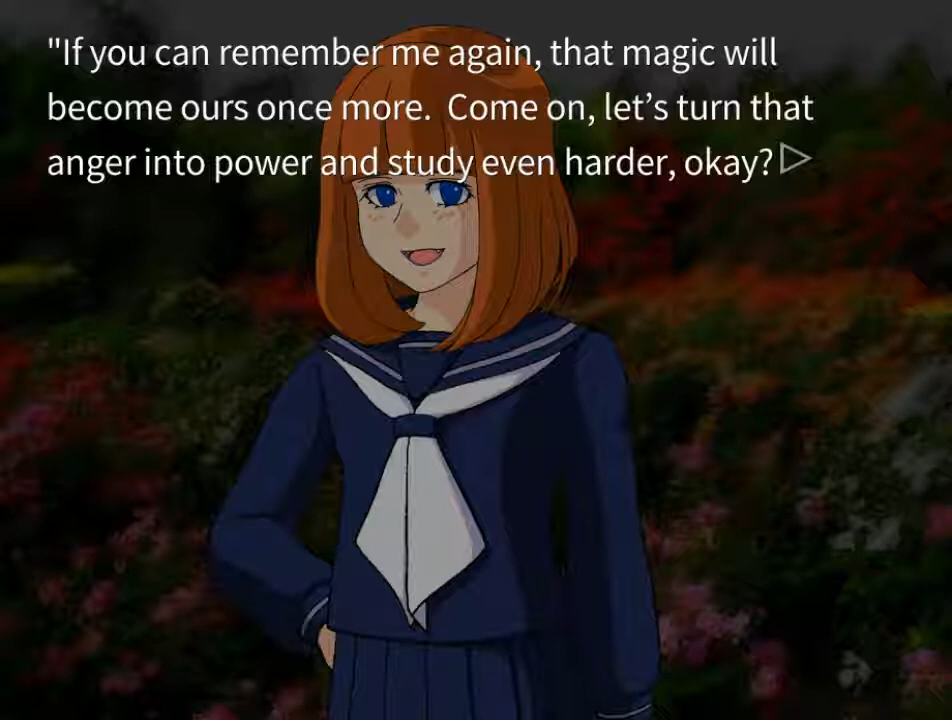 "If you can remember me again, that magic will
become ours once more.  Come on, let’s turn that
anger into power and study even harder, okay?